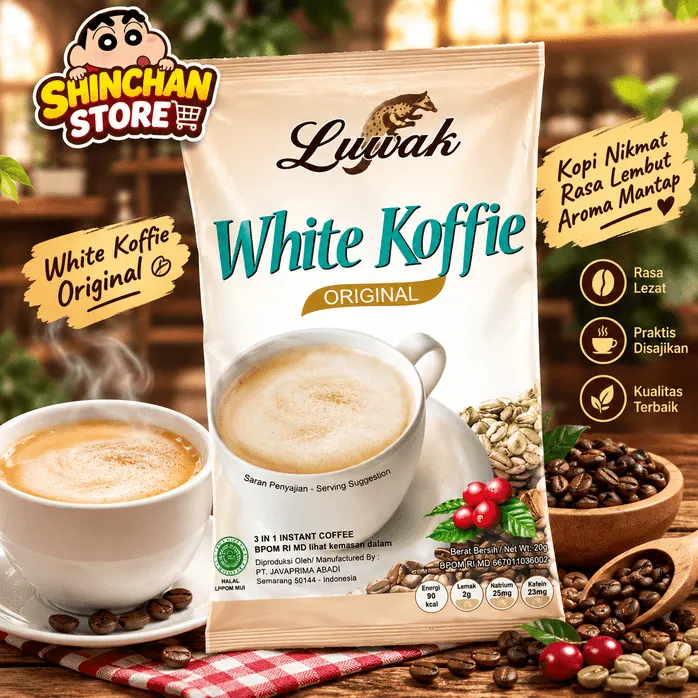 SHINCHAN
STORE
Luwak
White Koffie
ORIGINAL
White Koffie
Original
Kopi Nikmat
Rasa Lembut
Aroma Mantap
Rasa
Lezat
Praktis
Disajikan
Kualitas
Terbaik
Saran Penyajian - Serving Suggestion
3 IN 1 INSTANT COFFEE
BPOM RI MD lihat kemasan dalam
Diproduksi Oleh/ Manufactured By :
PT. JAVAPRIMA ABADI
Semarang 50144 - Indonesia
HALAL
LPPOM MUI
Berat Bersih / Net Wt: 20g
BPOM RI MD 667011036002
Energi
90
kcal
Lemak
2g
Natrium
25mg
Kafein
23mg